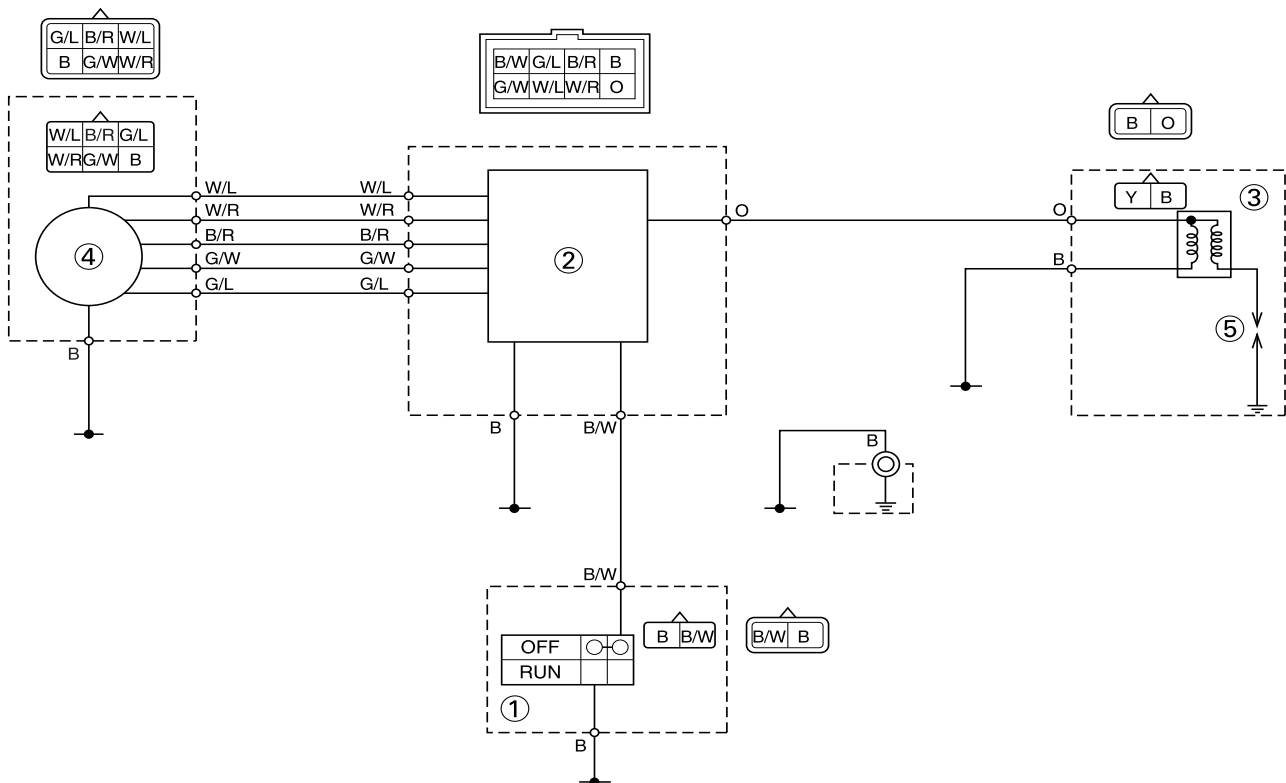 G/L B/R W/L
B G/W W/R
B/W G/L B/R B
G/W W/L W/R O
B O
W/L B/R G/L
W/R G/W B
Y B
③
W/L W/L
W/R W/R
O O
B/R B/R
④
②
G/W G/W
B
G/L G/L
⑤
B
B B/W
B
B/W
B B/W
B/W B
OFF
RUN
①
B